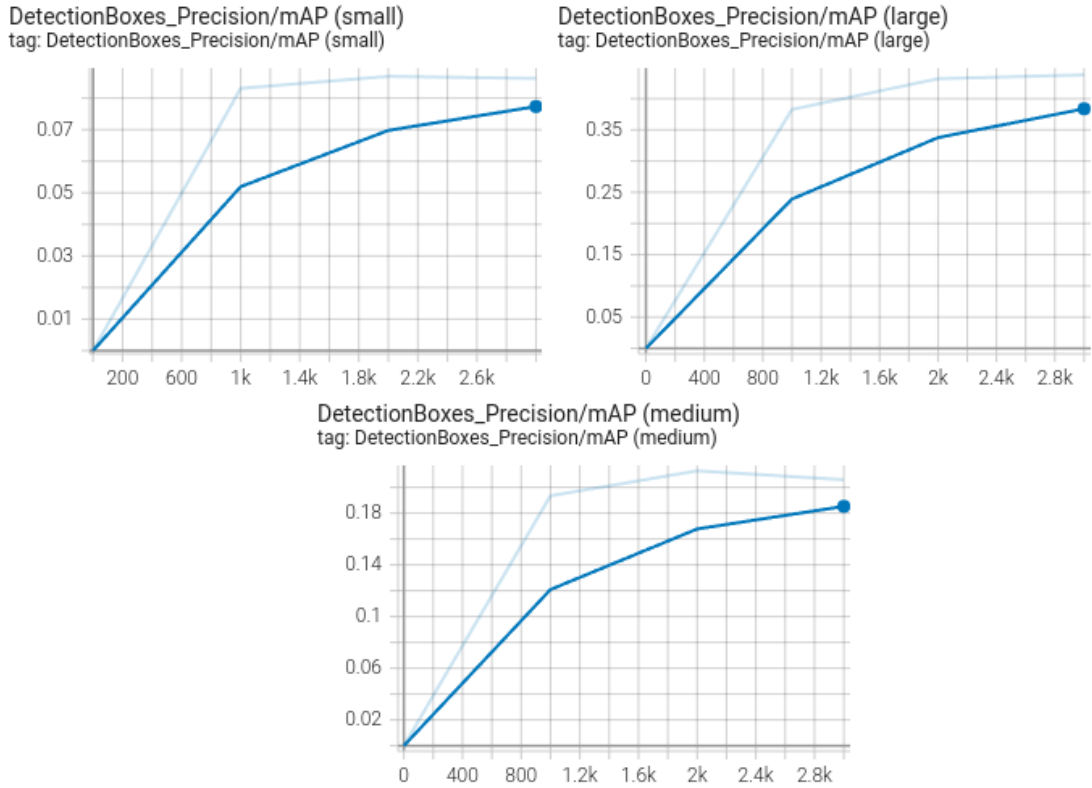 DetectionBoxes_Precision/mAP (small)
tag: DetectionBoxes_Precision/mAP (small)
0.07
0.05
0.03
0.01
200 600 1k 1.4k 1.8k 2.2k 2.6k
DetectionBoxes_Precision/mAP (large)
tag: DetectionBoxes_Precision/mAP (large)
0.35
0.25
0.15
0.05
0 400 800 1.2k 1.6k 2k 2.4k 2.8k
DetectionBoxes_Precision/mAP (medium)
tag: DetectionBoxes_Precision/mAP (medium)
0.18
0.14
0.1
0.06
0.02
0 400 800 1.2k 1.6k 2k 2.4k 2.8k